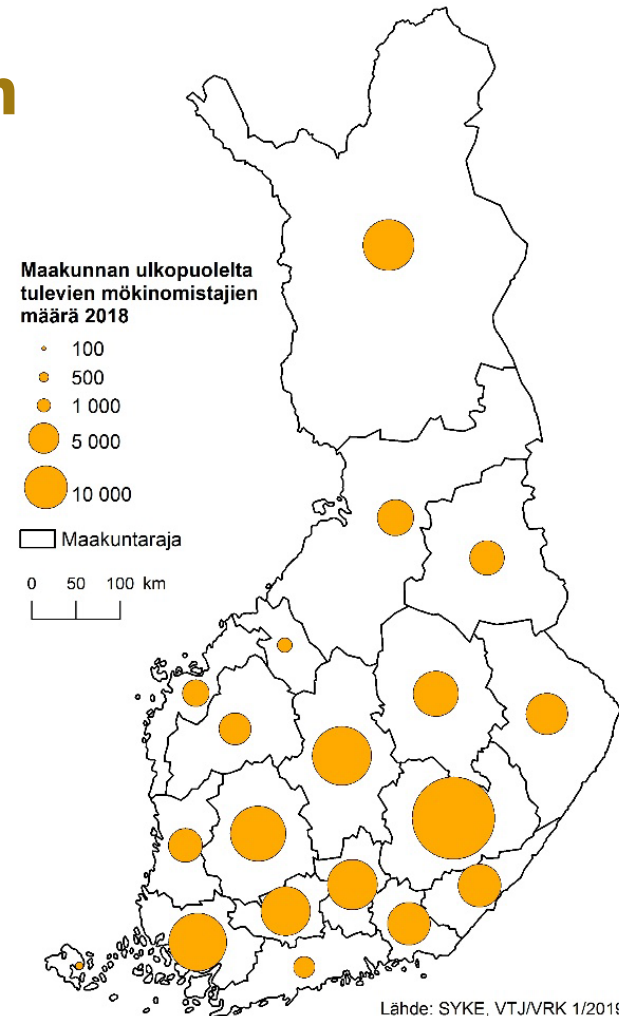 n
Maakunnan ulkopuolelta
tulevien mökinomistajien
määrä 2018
100
500
1 000
5 000
10 000
Maakuntaraja
0 50 100 km
Lähde: SYKE, VTJ/VRK 1/2019